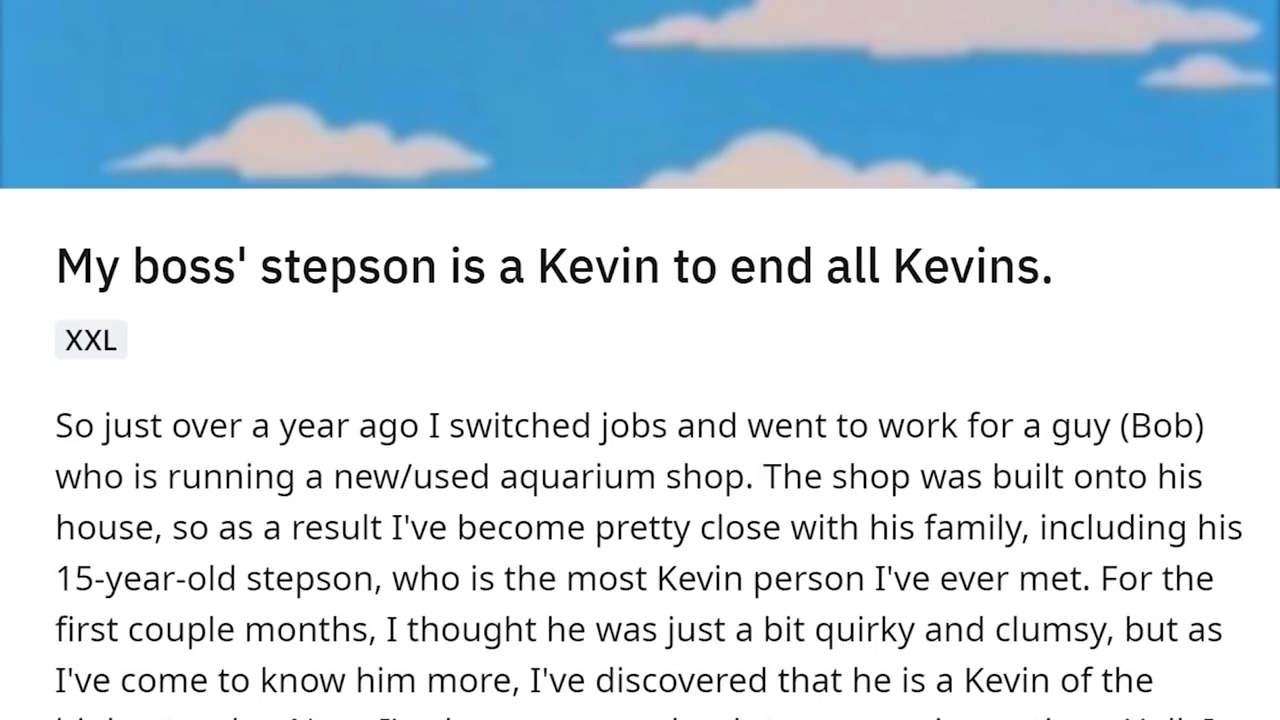 My boss' stepson is a Kevin to end all Kevins.
XXL
So just over a year ago I switched jobs and went to work for a guy (Bob)
who is running a new/used aquarium shop. The shop was built onto his
house, so as a result I've become pretty close with his family, including his
15-year-old stepson, who is the most Kevin person I've ever met. For the
first couple months, I thought he was just a bit quirky and clumsy, but as
I've come to know him more, I've discovered that he is a Kevin of the